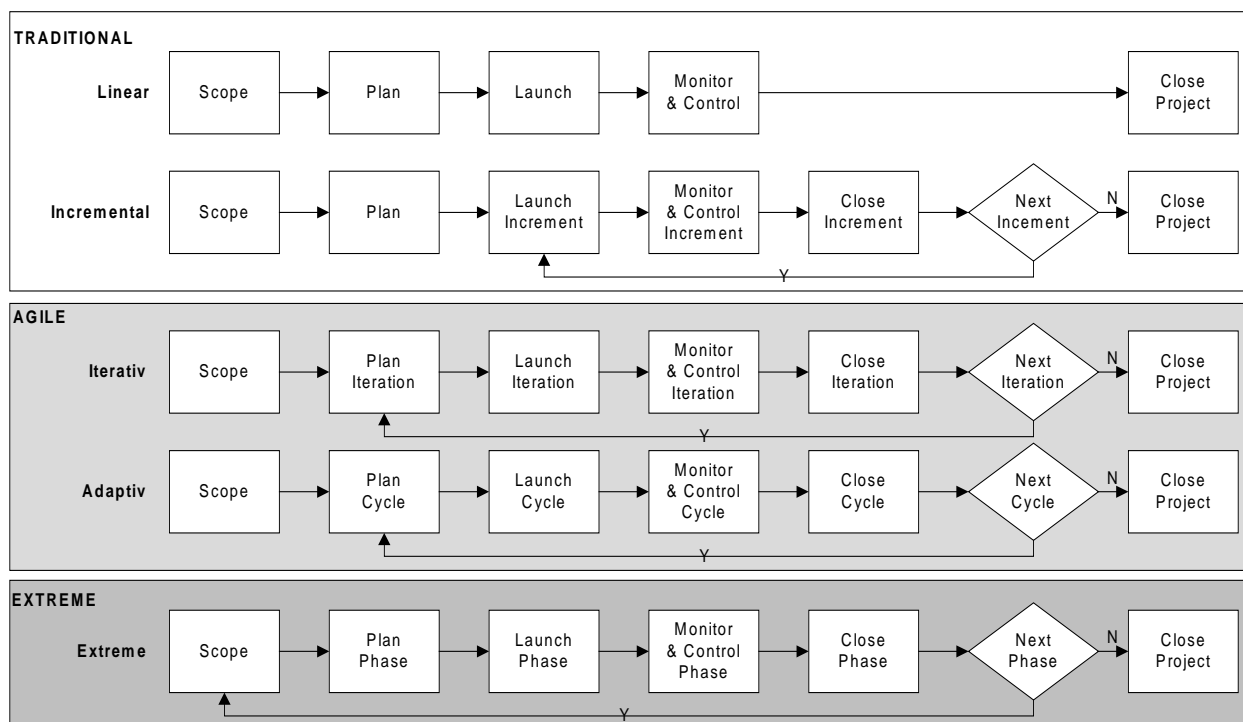 TRADITIONAL
Linear
Scope
Plan
Launch
Monitor
& Control
Close
Project
Incremental
Scope
Plan
Launch
Increment
Monitor
& Control
Increment
Close
Increment
Next
Incement
N
Close
Project
Y
AGILE
Iterativ
Scope
Plan
Iteration
Launch
Iteration
Monitor
& Control
Iteration
Close
Iteration
Next
Iteration
N
Close
Project
Y
Adaptiv
Scope
Plan
Cycle
Launch
Cycle
Monitor
& Control
Cycle
Close
Cycle
Next
Cycle
N
Close
Project
Y
EXTREME
Extreme
Scope
Plan
Phase
Launch
Phase
Monitor
& Control
Phase
Close
Phase
Next
Phase
N
Close
Project
Y